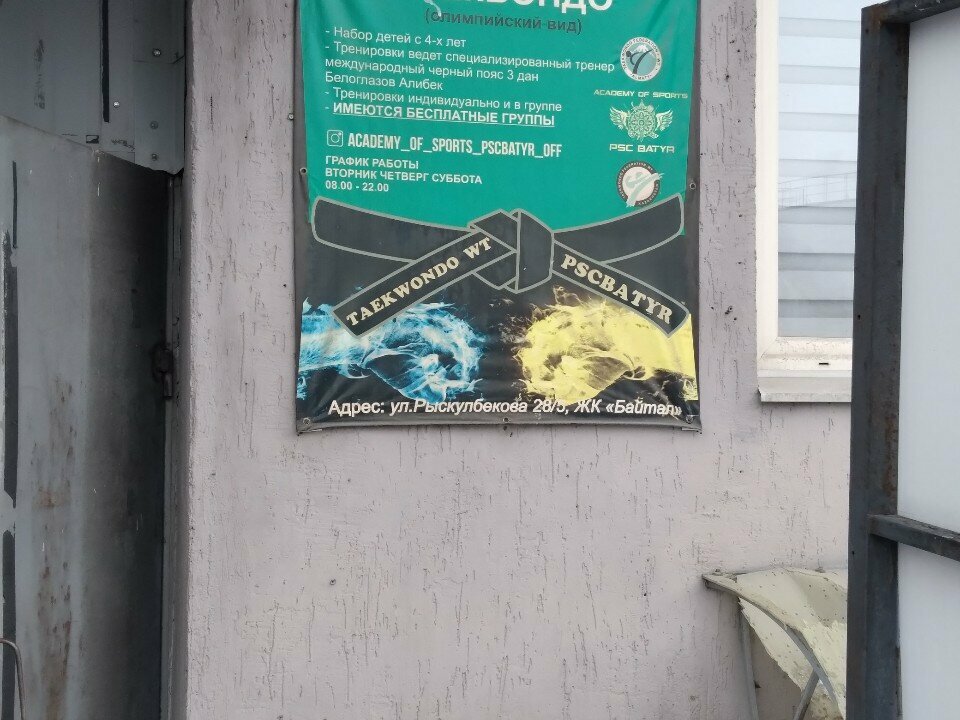 (олимпийский вид)
- Набор детей с 4-х лет
- Тренировки ведет специализированный тренер
международный черный пояс 3 дан
Белоглазов Алибек
- Тренировки индивидуально и в группе
- ИМЕЮТСЯ БЕСПЛАТНЫЕ ГРУППЫ
ACADEMY_OF_SPORTS_PSCBATYR_OFF
ГРАФИК РАБОТЫ
ВТОРНИК ЧЕТВЕРГ СУББОТА
08.00 - 22.00
ACADEMY OF SPORTS
PSC BATYR
TAEKWONDO WT
PSCBATYR
Адрес: ул.Рыскулбекова 28/5, ЖК «Байтал»